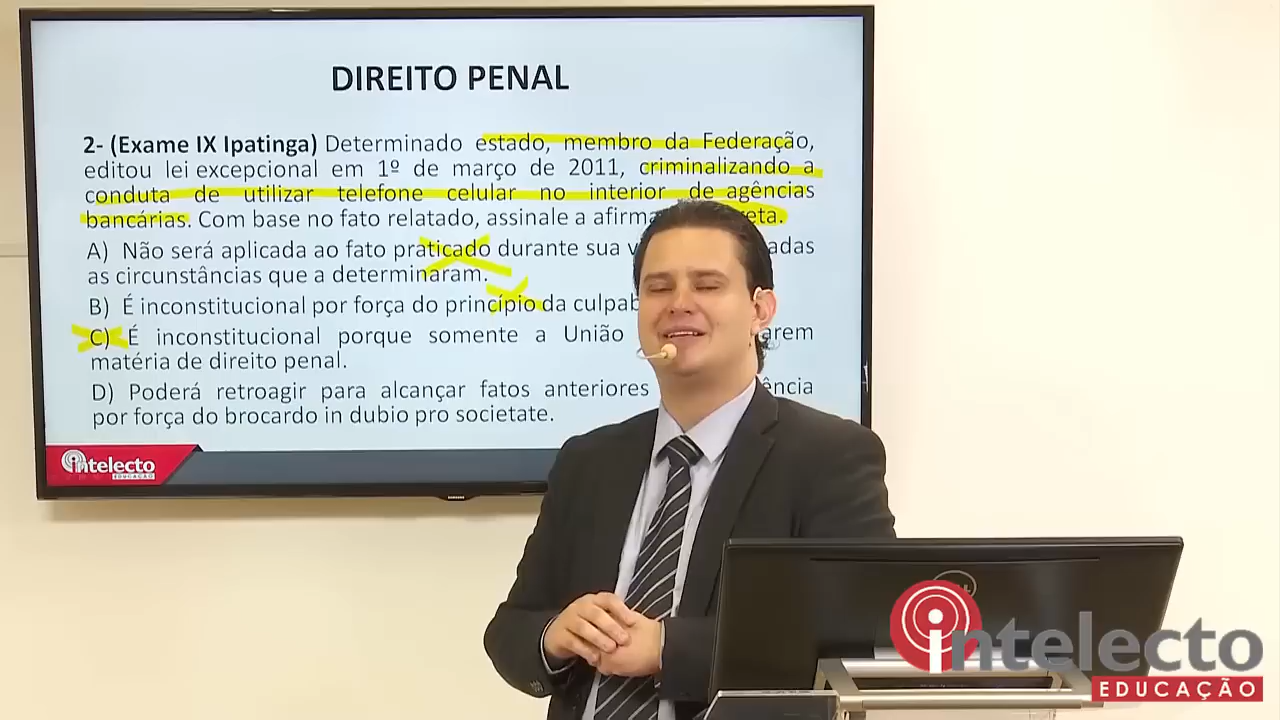 DIREITO PENAL
2- (Exame IX Ipatinga) Determinado estado, membro da Federação,
editou lei excepcional em 1º de março de 2011, criminalizando a
conduta de utilizar telefone celular no interior de agências
bancárias. Com base no fato relatado, assinale a
A) Não será aplicada ao fato praticado durante sua
as circunstâncias que a determinaram.
B) É inconstitucional por força do princípio da
C) É inconstitucional porque somente a União
matéria de direito penal.
D) Poderá retroagir para alcançar fatos anteriores
por força do brocardo in dubio pro societate.
intelecto
EDUCAÇÃO
intelecto
EDUCAÇÃO